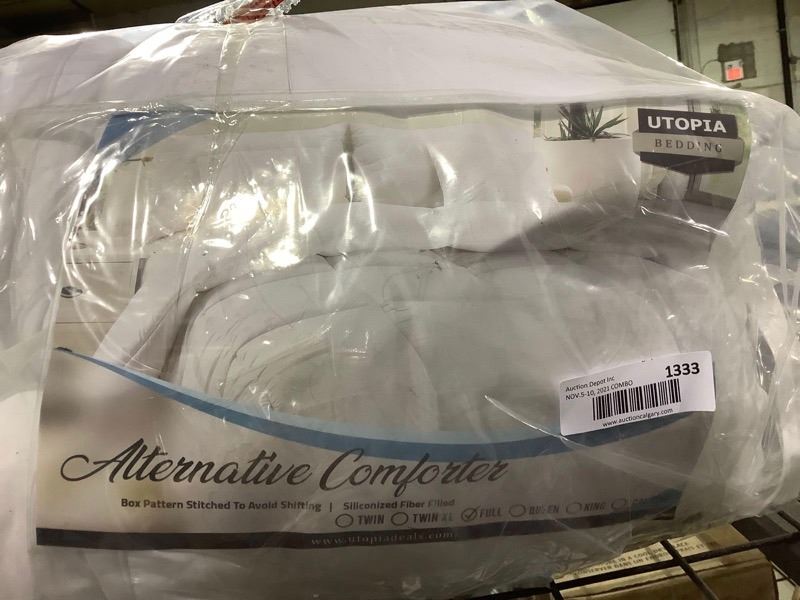 UTOPIA
BEDDING
1333
Auction Depot Inc
NOV.5-10, 2021 COMBO
www.auctioncalgary.com
Alternative Comforter
Box Pattern Stitched To Avoid Shifting | Siliconized Fiber Filled
TWIN TWIN XL FULL QUEEN KING
www.utopiadeals.com